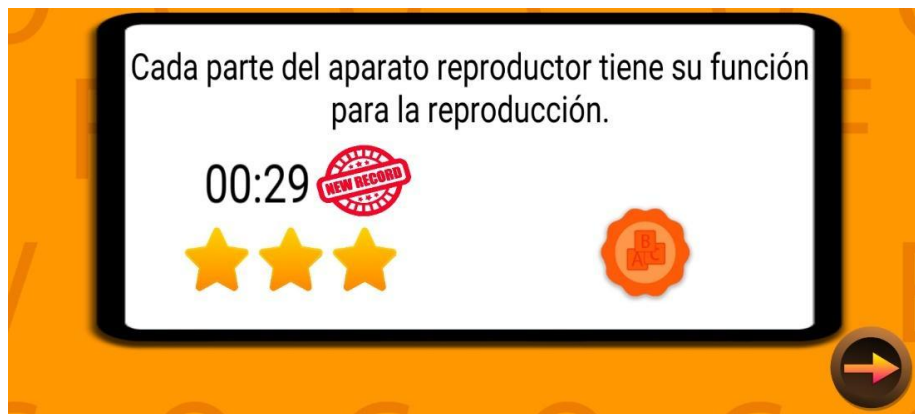 Cada parte del aparato reproductor tiene su función
para la reproducción.
00:29
NEW RECORD
B
A C